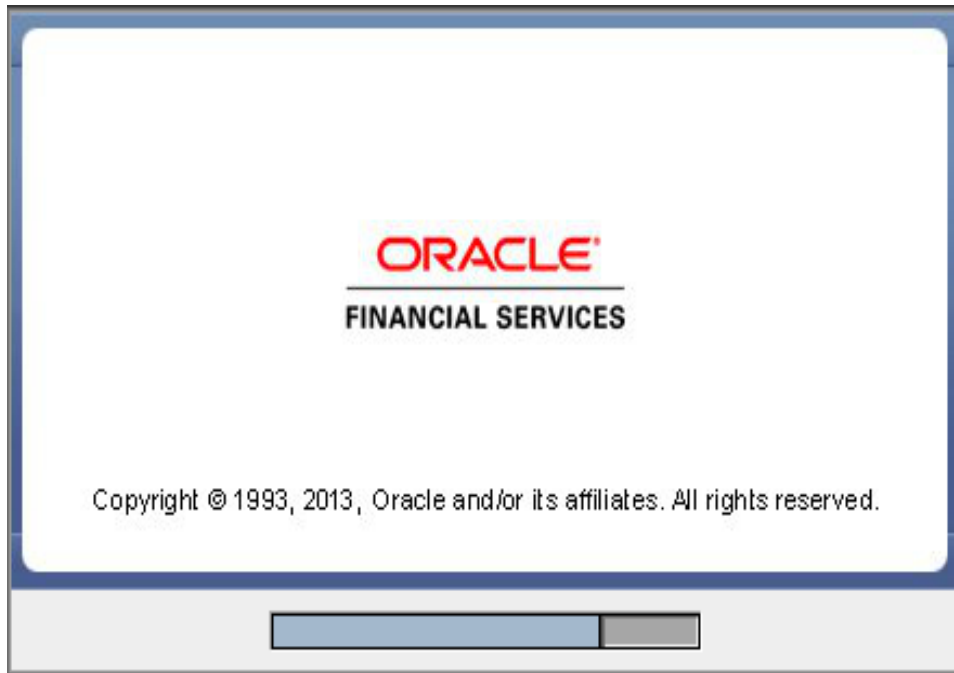 ORACLE®
FINANCIAL SERVICES
Copyright © 1993, 2013, Oracle and/or its affiliates. All rights reserved.